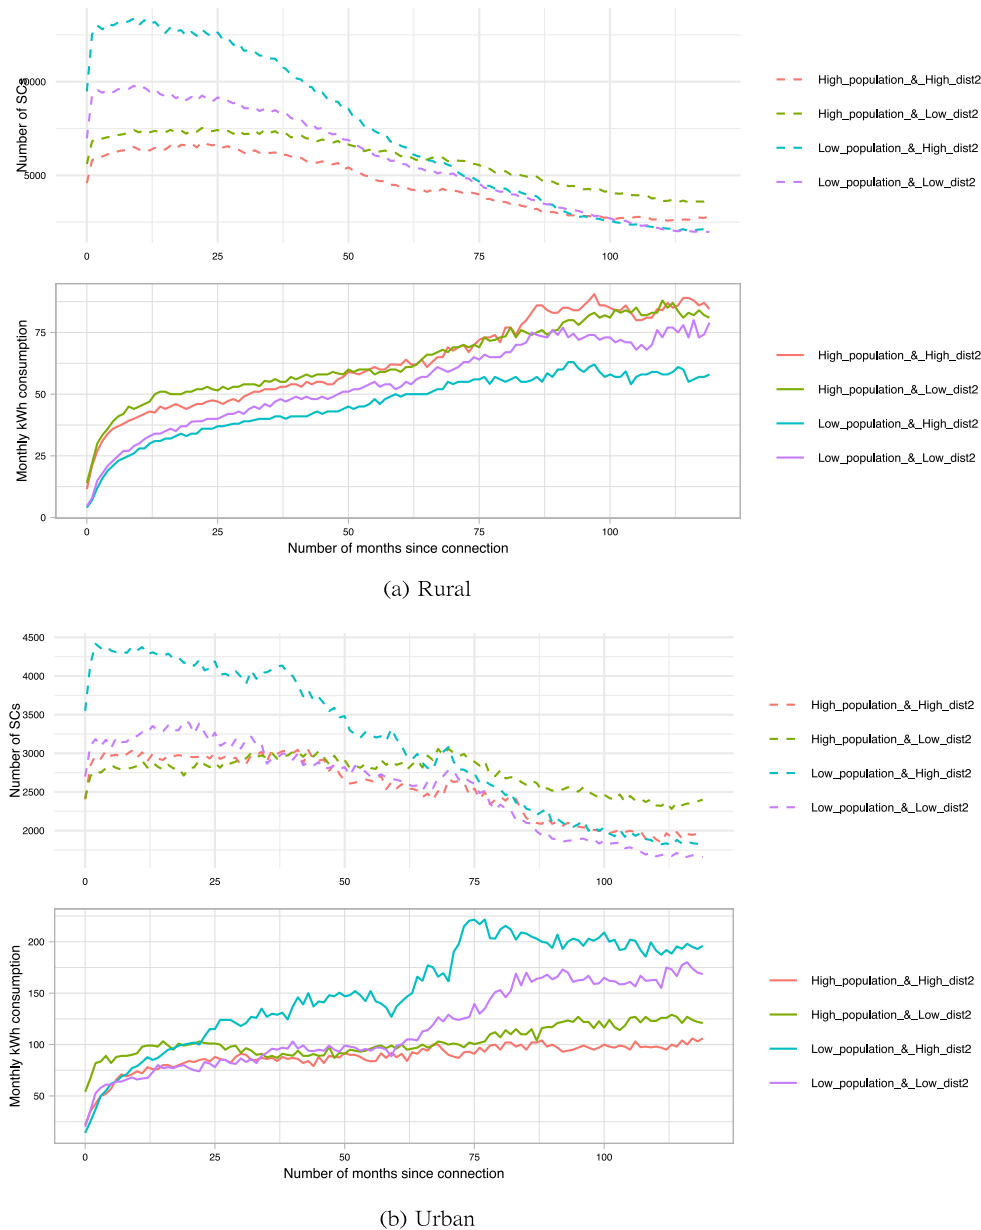 Number of SCs
10000
5000
0
25
50
75
100
High_population_&_High_dist2
High_population_&_Low_dist2
Low_population_&_High_dist2
Low_population_&_Low_dist2
Monthly kWh consumption
75
50
25
0
0
25
50
75
100
Number of months since connection
High_population_&_High_dist2
High_population_&_Low_dist2
Low_population_&_High_dist2
Low_population_&_Low_dist2
(a) Rural
Number of SCs
4500
4000
3500
3000
2500
2000
0
25
50
75
100
High_population_&_High_dist2
High_population_&_Low_dist2
Low_population_&_High_dist2
Low_population_&_Low_dist2
Monthly kWh consumption
200
150
100
50
0
25
50
75
100
Number of months since connection
High_population_&_High_dist2
High_population_&_Low_dist2
Low_population_&_High_dist2
Low_population_&_Low_dist2
(b) Urban